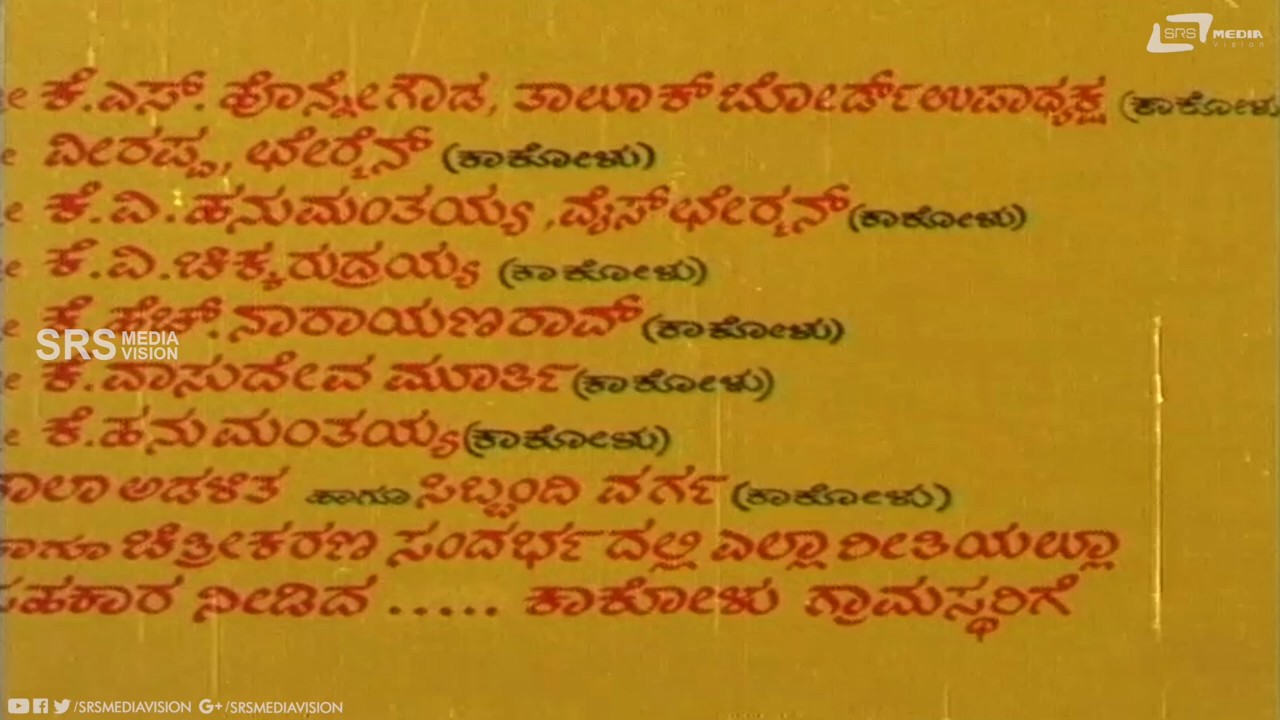 SRS MEDIA vision
ಕೆ.ಎಸ್. ಹೊನ್ನೇಗೌಡ, ತಾಲೂಕ್ ಬೋರ್ಡ್ ಉಪಾಧ್ಯಕ್ಷ (ಕಾಕೋಳು
ವೀರಪ್ಪ, ಛೇರ್‍ಮನ್ (ಕಾಕೋಳು)
ಕೆ.ವಿ.ಹನುಮಂತಯ್ಯ, ವೈಸ್ ಛೇರ್‍ಮನ್ (ಕಾಕೋಳು)
ಕೆ.ವಿ.ಚಿಕ್ಕರುದ್ರಯ್ಯ (ಕಾಕೋಳು)
ಕೆ.ಹೆಚ್.ನಾರಾಯಣರಾವ್ (ಕಾಕೋಳು)
SRS MEDIA VISION
ಕೆ.ವಾಸುದೇವ ಮೂರ್ತಿ (ಕಾಕೋಳು)
ಕೆ.ಹನುಮಂತಯ್ಯ (ಕಾಕೋಳು)
ಅಡಳಿತ ಹಾಗೂ ಸಿಬ್ಬಂದಿ ವರ್ಗ (ಕಾಕೋಳು)
ಚಿತ್ರೀಕರಣ ಸಂದರ್ಭದಲ್ಲಿ ಎಲ್ಲಾ ರೀತಿಯಲ್ಲೂ
ಸಹಕಾರ ನೀಡಿದ ..... ಕಾಕೋಳು ಗ್ರಾಮಸ್ಥರಿಗೆ
/SRSMEDIAVISION G+/SRSMEDIAVISION